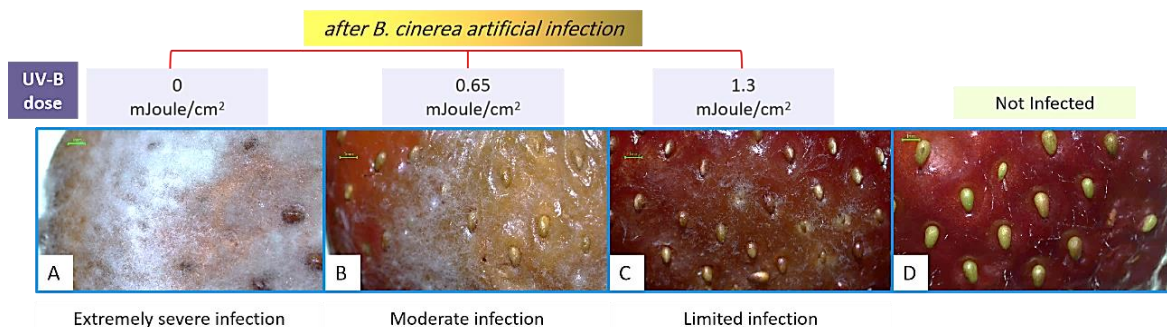 after B. cinerea artificial infection
UV-B
dose
0
mJoule/cm²
0.65
mJoule/cm²
1.3
mJoule/cm²
Not Infected
A
B
C
D
Extremely severe infection
Moderate infection
Limited infection